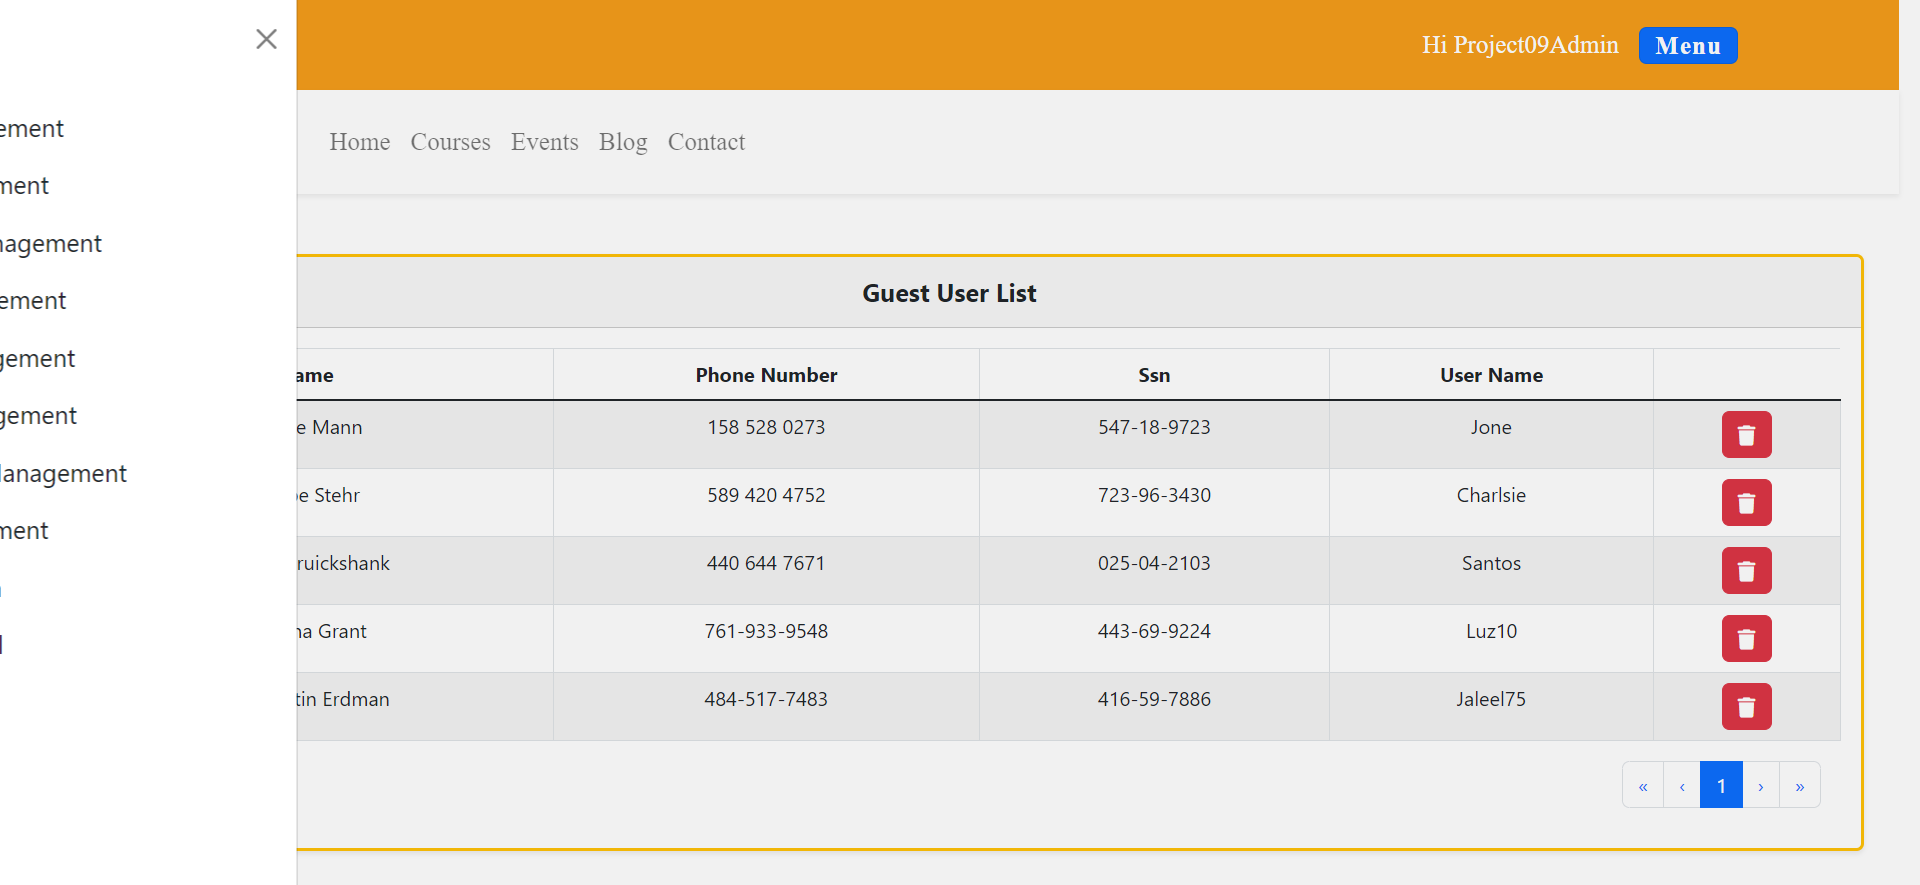 Hi Project09Admin Menu
Home Courses Events Blog Contact
ement
ment
nagement
ement
gement
gement
lanagement
ment
Guest User List
ame Phone Number Ssn User Name
e Mann 158 528 0273 547-18-9723 Jone
e Stehr 589 420 4752 723-96-3430 Charlsie
ruickshank 440 644 7671 025-04-2103 Santos
na Grant 761-933-9548 443-69-9224 Luz10
tin Erdman 484-517-7483 416-59-7886 Jaleel75
« ‹ 1 › »